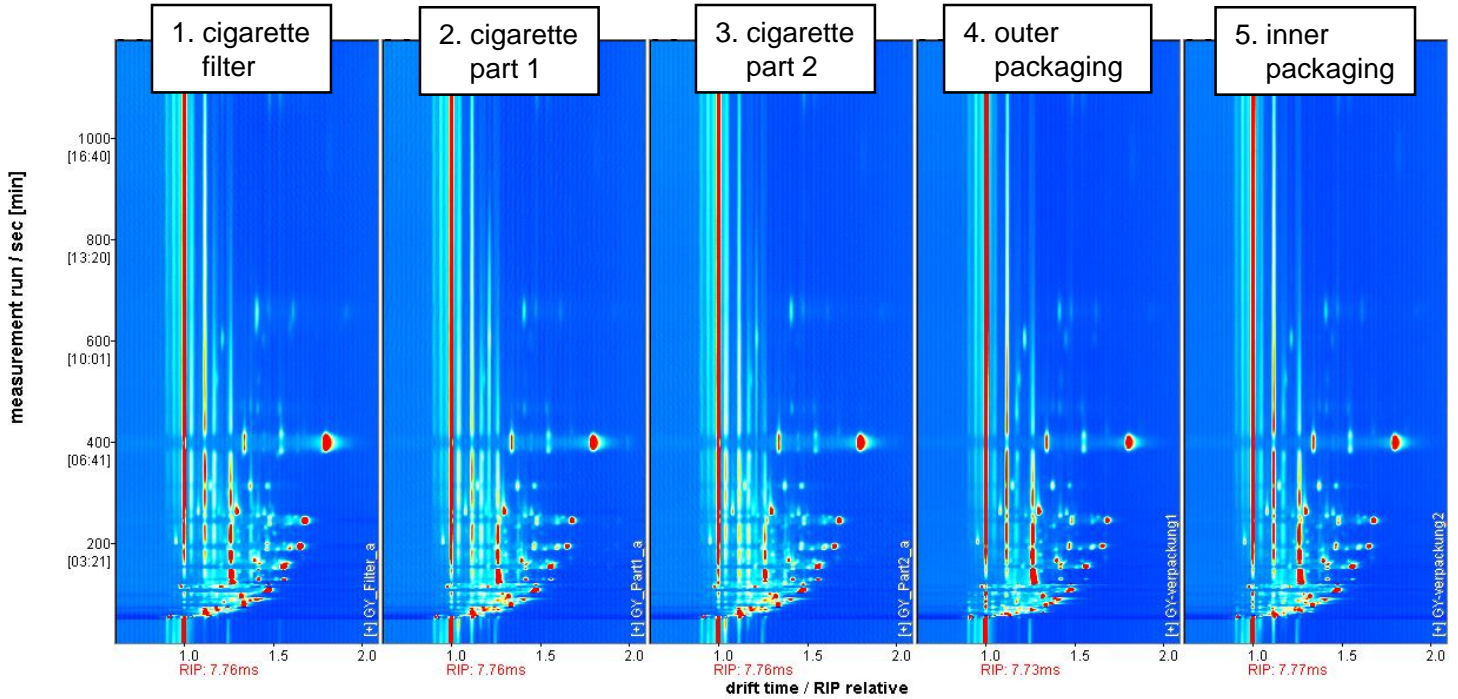 1. cigarette
filter
2. cigarette
part 1
3. cigarette
part 2
4. outer
packaging
5. inner
packaging
measurement run / sec [min]
1000
[16:40]
800
[13:20]
600
[10:01]
400
[06:41]
200
[03:21]
[+] GY_Filter_a
[+] GY_Part1_a
[+] GY_Part2_a
[+] GY-verpackung1
[+] GY-verpackung2
1.0 1.5 2.0
1.0 1.5 2.0
1.0 1.5 2.0
1.0 1.5 2.0
1.0 1.5 2.0
RIP: 7.76ms
RIP: 7.76ms
RIP: 7.76ms
RIP: 7.73ms
RIP: 7.77ms
drift time / RIP relative